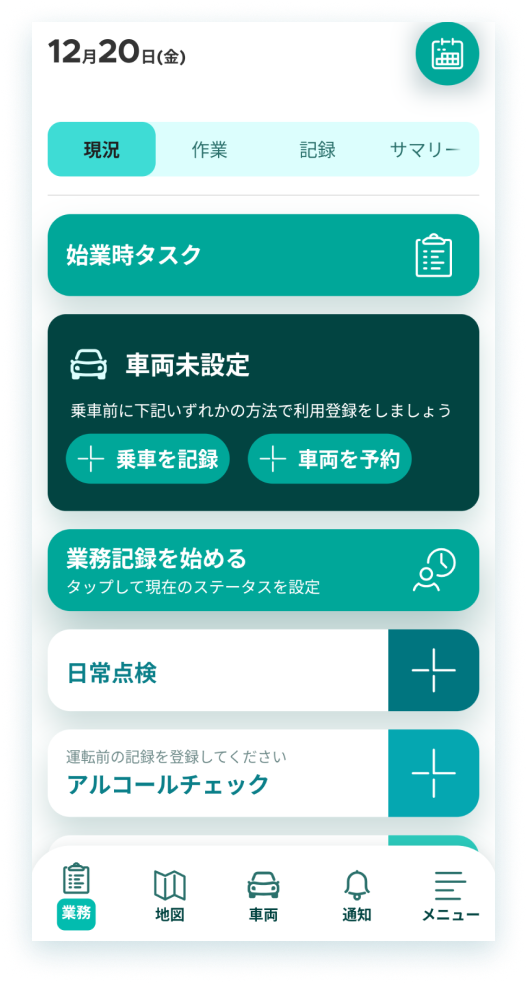 12月20日(金)
現況
作業
記録
サマリー
始業時タスク
車両未設定
乗車前に下記いずれかの方法で利用登録をしましょう
乗車を記録
車両を予約
業務記録を始める
タップして現在のステータスを設定
日常点検
運転前の記録を登録してください
アルコールチェック
業務
地図
車両
通知
メニュー